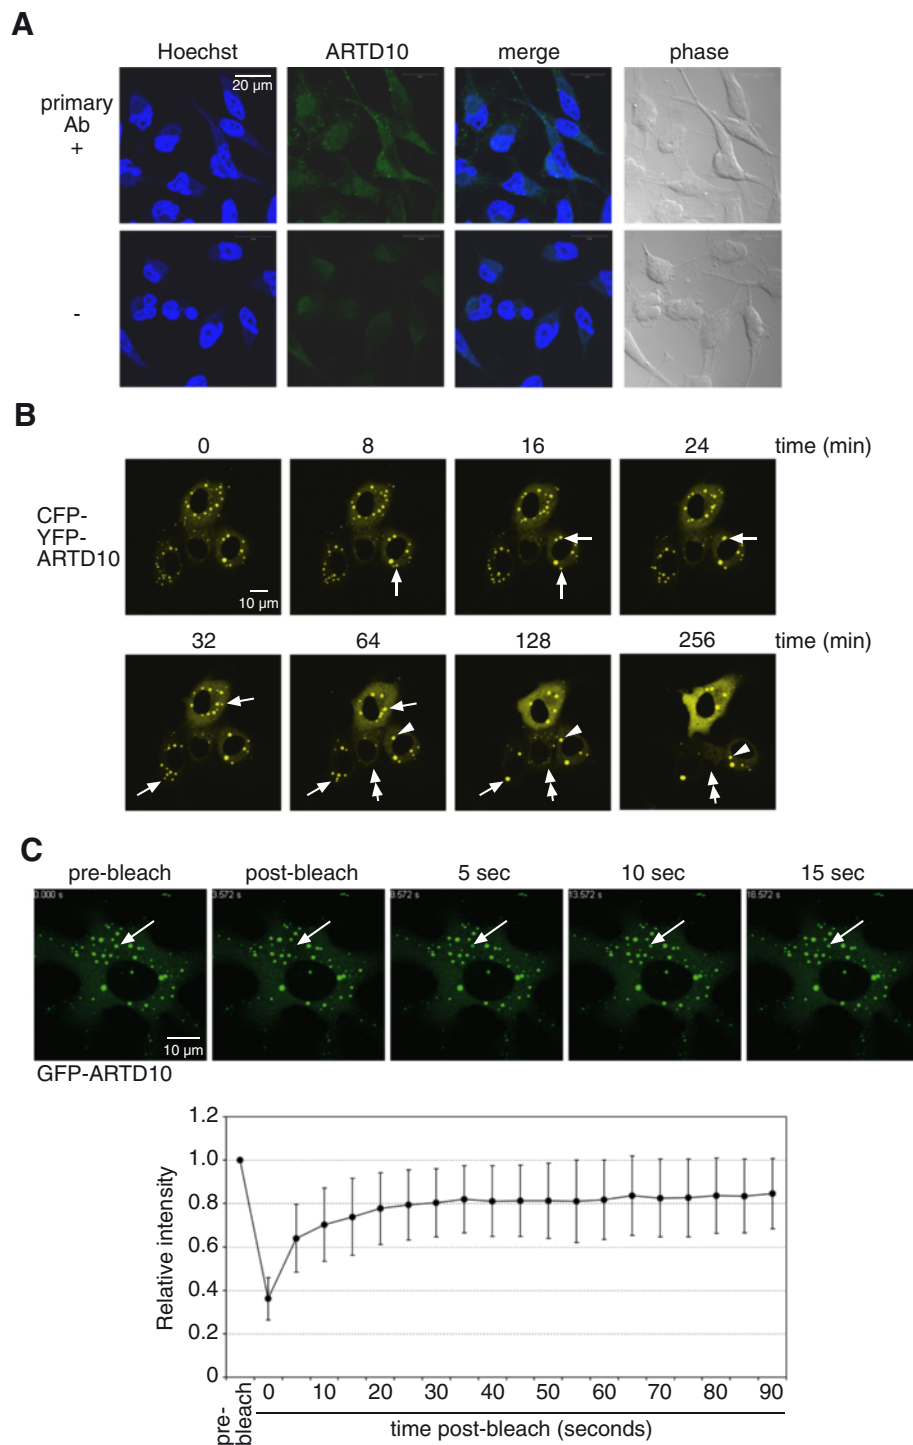 A
Hoechst ARTD10 merge phase
primary
Ab
+
20 µm
-
B
0 8 16 24 time (min)
CFP-
YFP-
ARTD10
10 µm
32 64 128 256 time (min)
C
pre-bleach post-bleach 5 sec 10 sec 15 sec
0.000 s 3.572 s 8.572 s 13.572 s 18.572 s
10 µm
GFP-ARTD10
Relative intensity
1.2
1.0
0.8
0.6
0.4
0.2
0
pre-
bleach
0 10 20 30 40 50 60 70 80 90
time post-bleach (seconds)